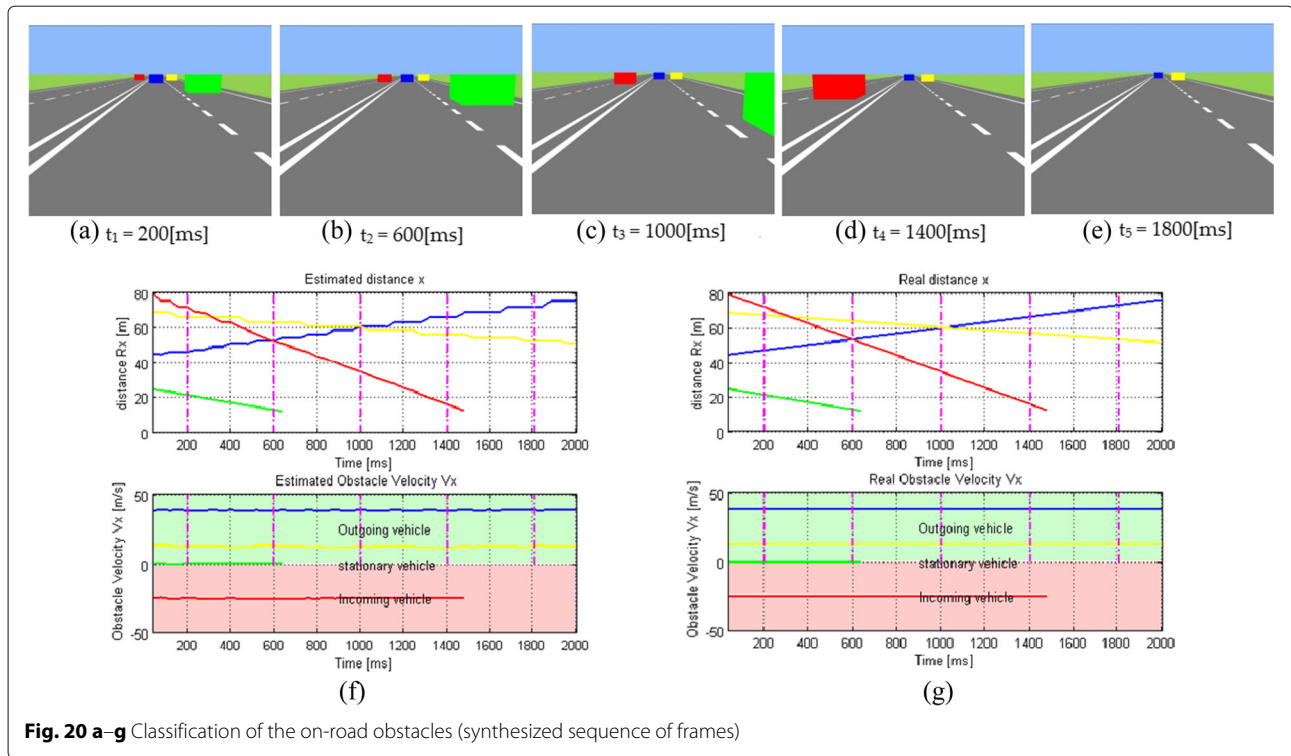 (a) t₁ = 200[ms]
(b) t₂ = 600[ms]
(c) t₃ = 1000[ms]
(d) t₄ = 1400[ms]
(e) t₅ = 1800[ms]
Estimated distance x
distance Rx [m]
80
60
40
20
0
200 400 600 800 1000 1200 1400 1600 1800 2000
Time [ms]
Estimated Obstacle Velocity Vx
Obstacle Velocity Vx [m/s]
50
0
-50
Outgoing vehicle
stationary vehicle
Incoming vehicle
200 400 600 800 1000 1200 1400 1600 1800 2000
Time [ms]
(f)
Real distance x
distance Rx [m]
80
60
40
20
0
200 400 600 800 1000 1200 1400 1600 1800 2000
Time [ms]
Real Obstacle Velocity Vx
Obstacle Velocity Vx [m/s]
50
0
-50
Outgoing vehicle
stationary vehicle
Incoming vehicle
200 400 600 800 1000 1200 1400 1600 1800 2000
Time [ms]
(g)
Fig. 20 a–g Classification of the on-road obstacles (synthesized sequence of frames)